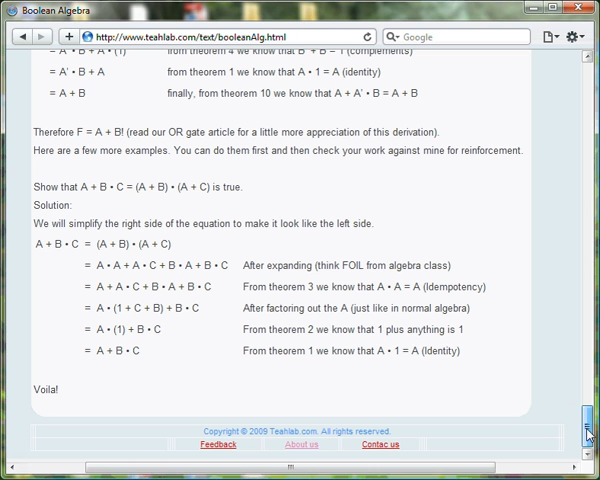 Boolean Algebra
http://www.teahlab.com/text/booleanAlg.html
Google
= A' • B + A • (1) from theorem 4 we know that B' + B = 1 (complements)
= A' • B + A from theorem 1 we know that A • 1 = A (identity)
= A + B finally, from theorem 10 we know that A + A' • B = A + B
Therefore F = A + B! (read our OR gate article for a little more appreciation of this derivation).
Here are a few more examples. You can do them first and then check your work against mine for reinforcement.
Show that A + B • C = (A + B) • (A + C) is true.
Solution:
We will simplify the right side of the equation to make it look like the left side.
A + B • C = (A + B) • (A + C)
= A • A + A • C + B • A + B • C After expanding (think FOIL from algebra class)
= A + A • C + B • A + B • C From theorem 3 we know that A • A = A (Idempotency)
= A • (1 + C + B) + B • C After factoring out the A (just like in normal algebra)
= A • (1) + B • C From theorem 2 we know that 1 plus anything is 1
= A + B • C From theorem 1 we know that A • 1 = A (Identity)
Voila!
Copyright © 2009 Teahlab.com. All rights reserved.
Feedback About us Contac us